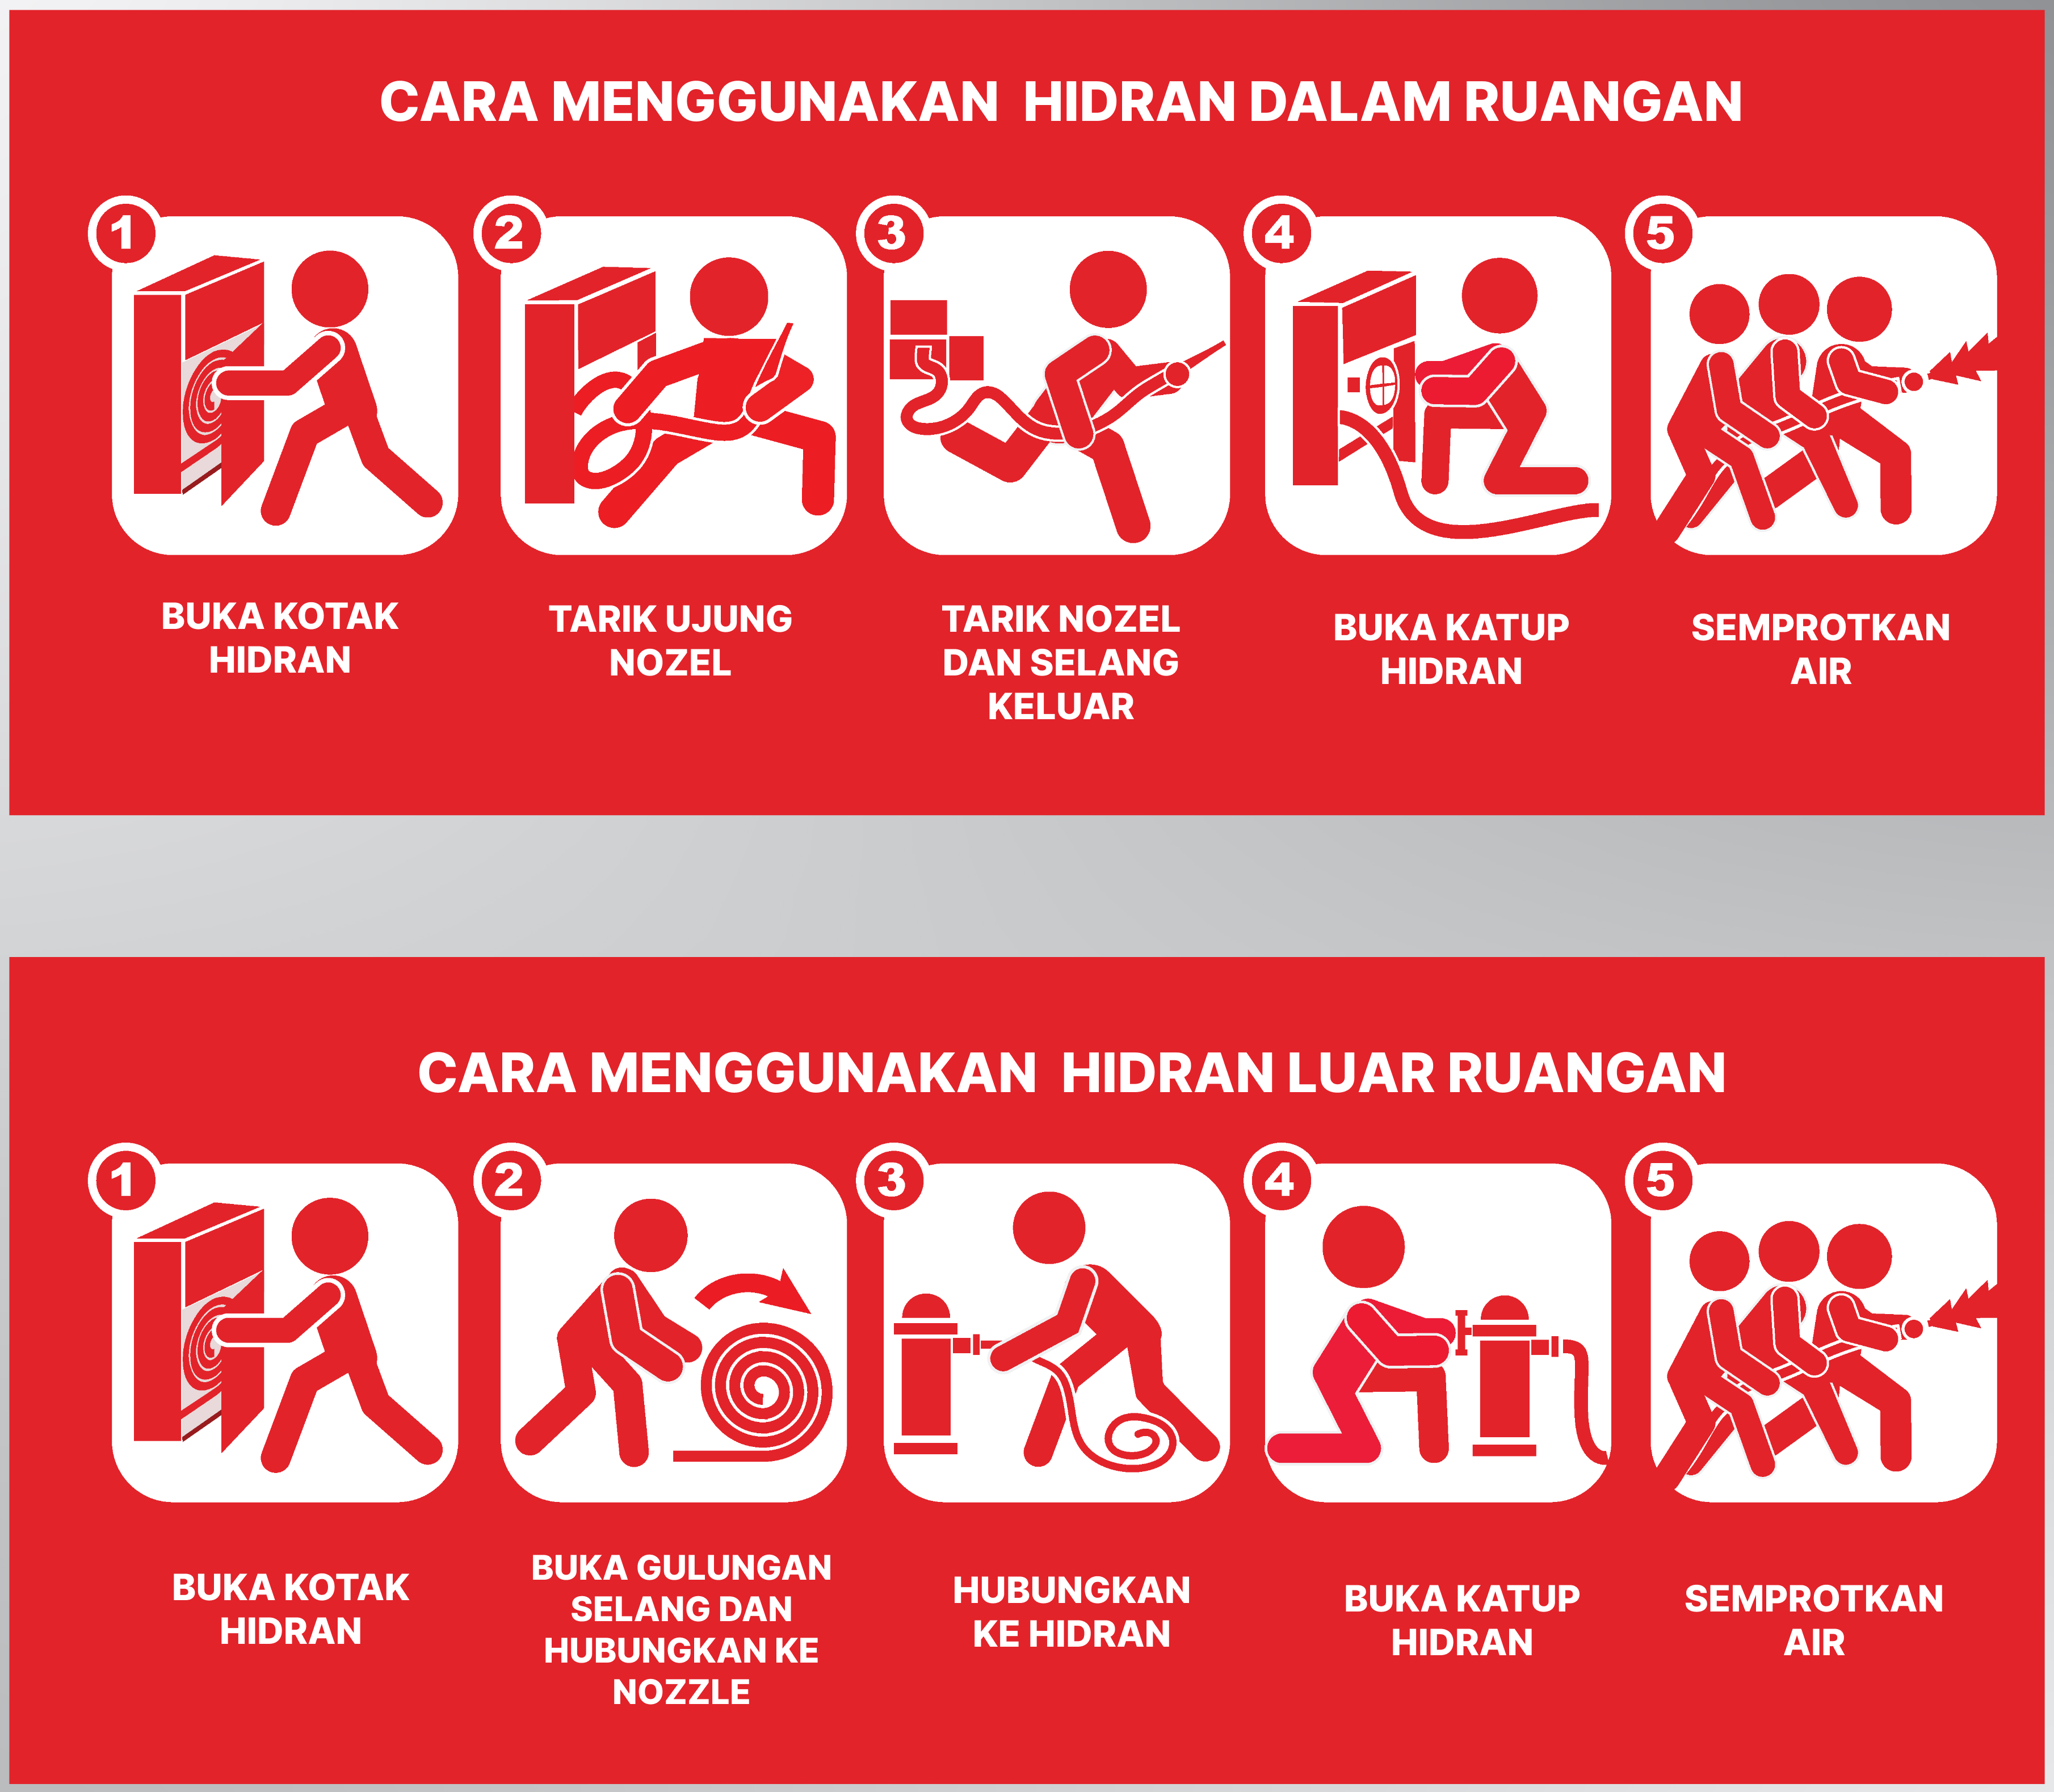 CARA MENGGUNAKAN HIDRAN DALAM RUANGAN
1
2
3
4
5
BUKA KOTAK
HIDRAN
TARIK UJUNG
NOZEL
TARIK NOZEL
DAN SELANG
KELUAR
BUKA KATUP
HIDRAN
SEMPROTKAN
AIR
CARA MENGGUNAKAN HIDRAN LUAR RUANGAN
1
2
3
4
5
BUKA KOTAK
HIDRAN
BUKA GULUNGAN
SELANG DAN
HUBUNGKAN KE
NOZZLE
HUBUNGKAN
KE HIDRAN
BUKA KATUP
HIDRAN
SEMPROTKAN
AIR